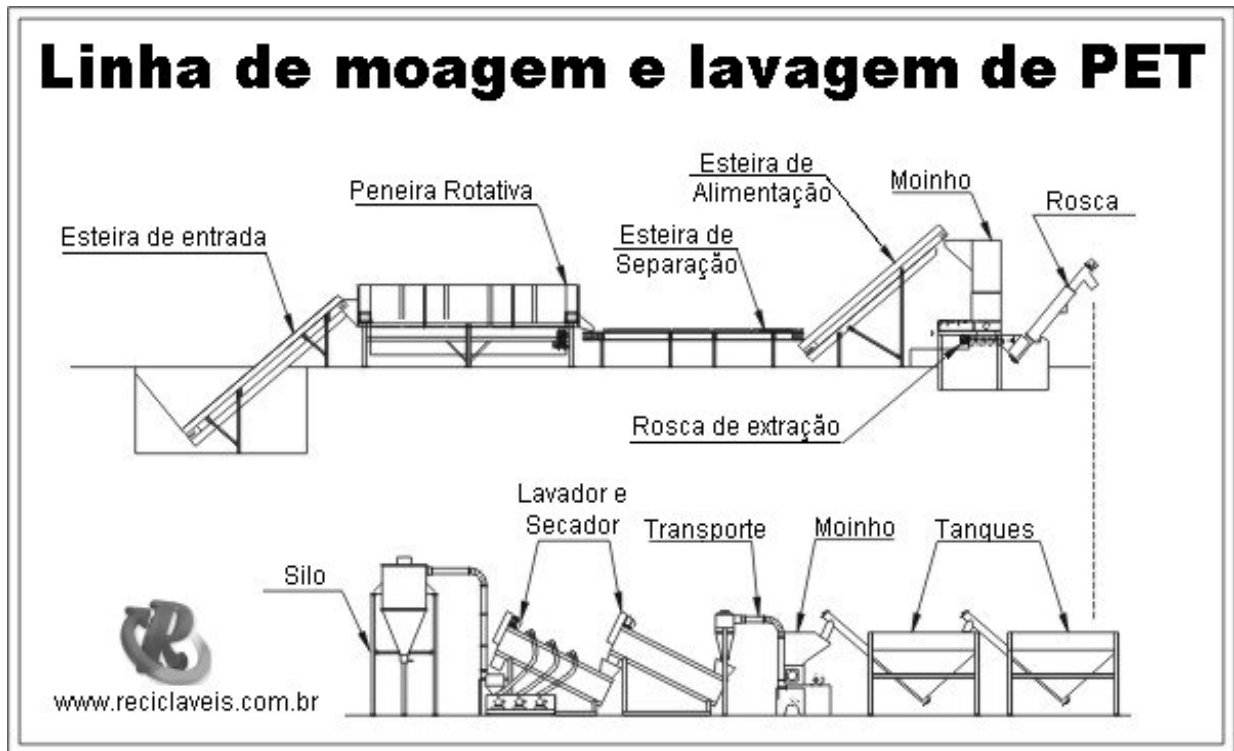 Linha de moagem e lavagem de PET
Esteira de entrada
Peneira Rotativa
Esteira de
Separação
Esteira de
Alimentação
Moinho
Rosca
Rosca de extração
Silo
Lavador e
Secador
Transporte
Moinho
Tanques
R
www.reciclaveis.com.br